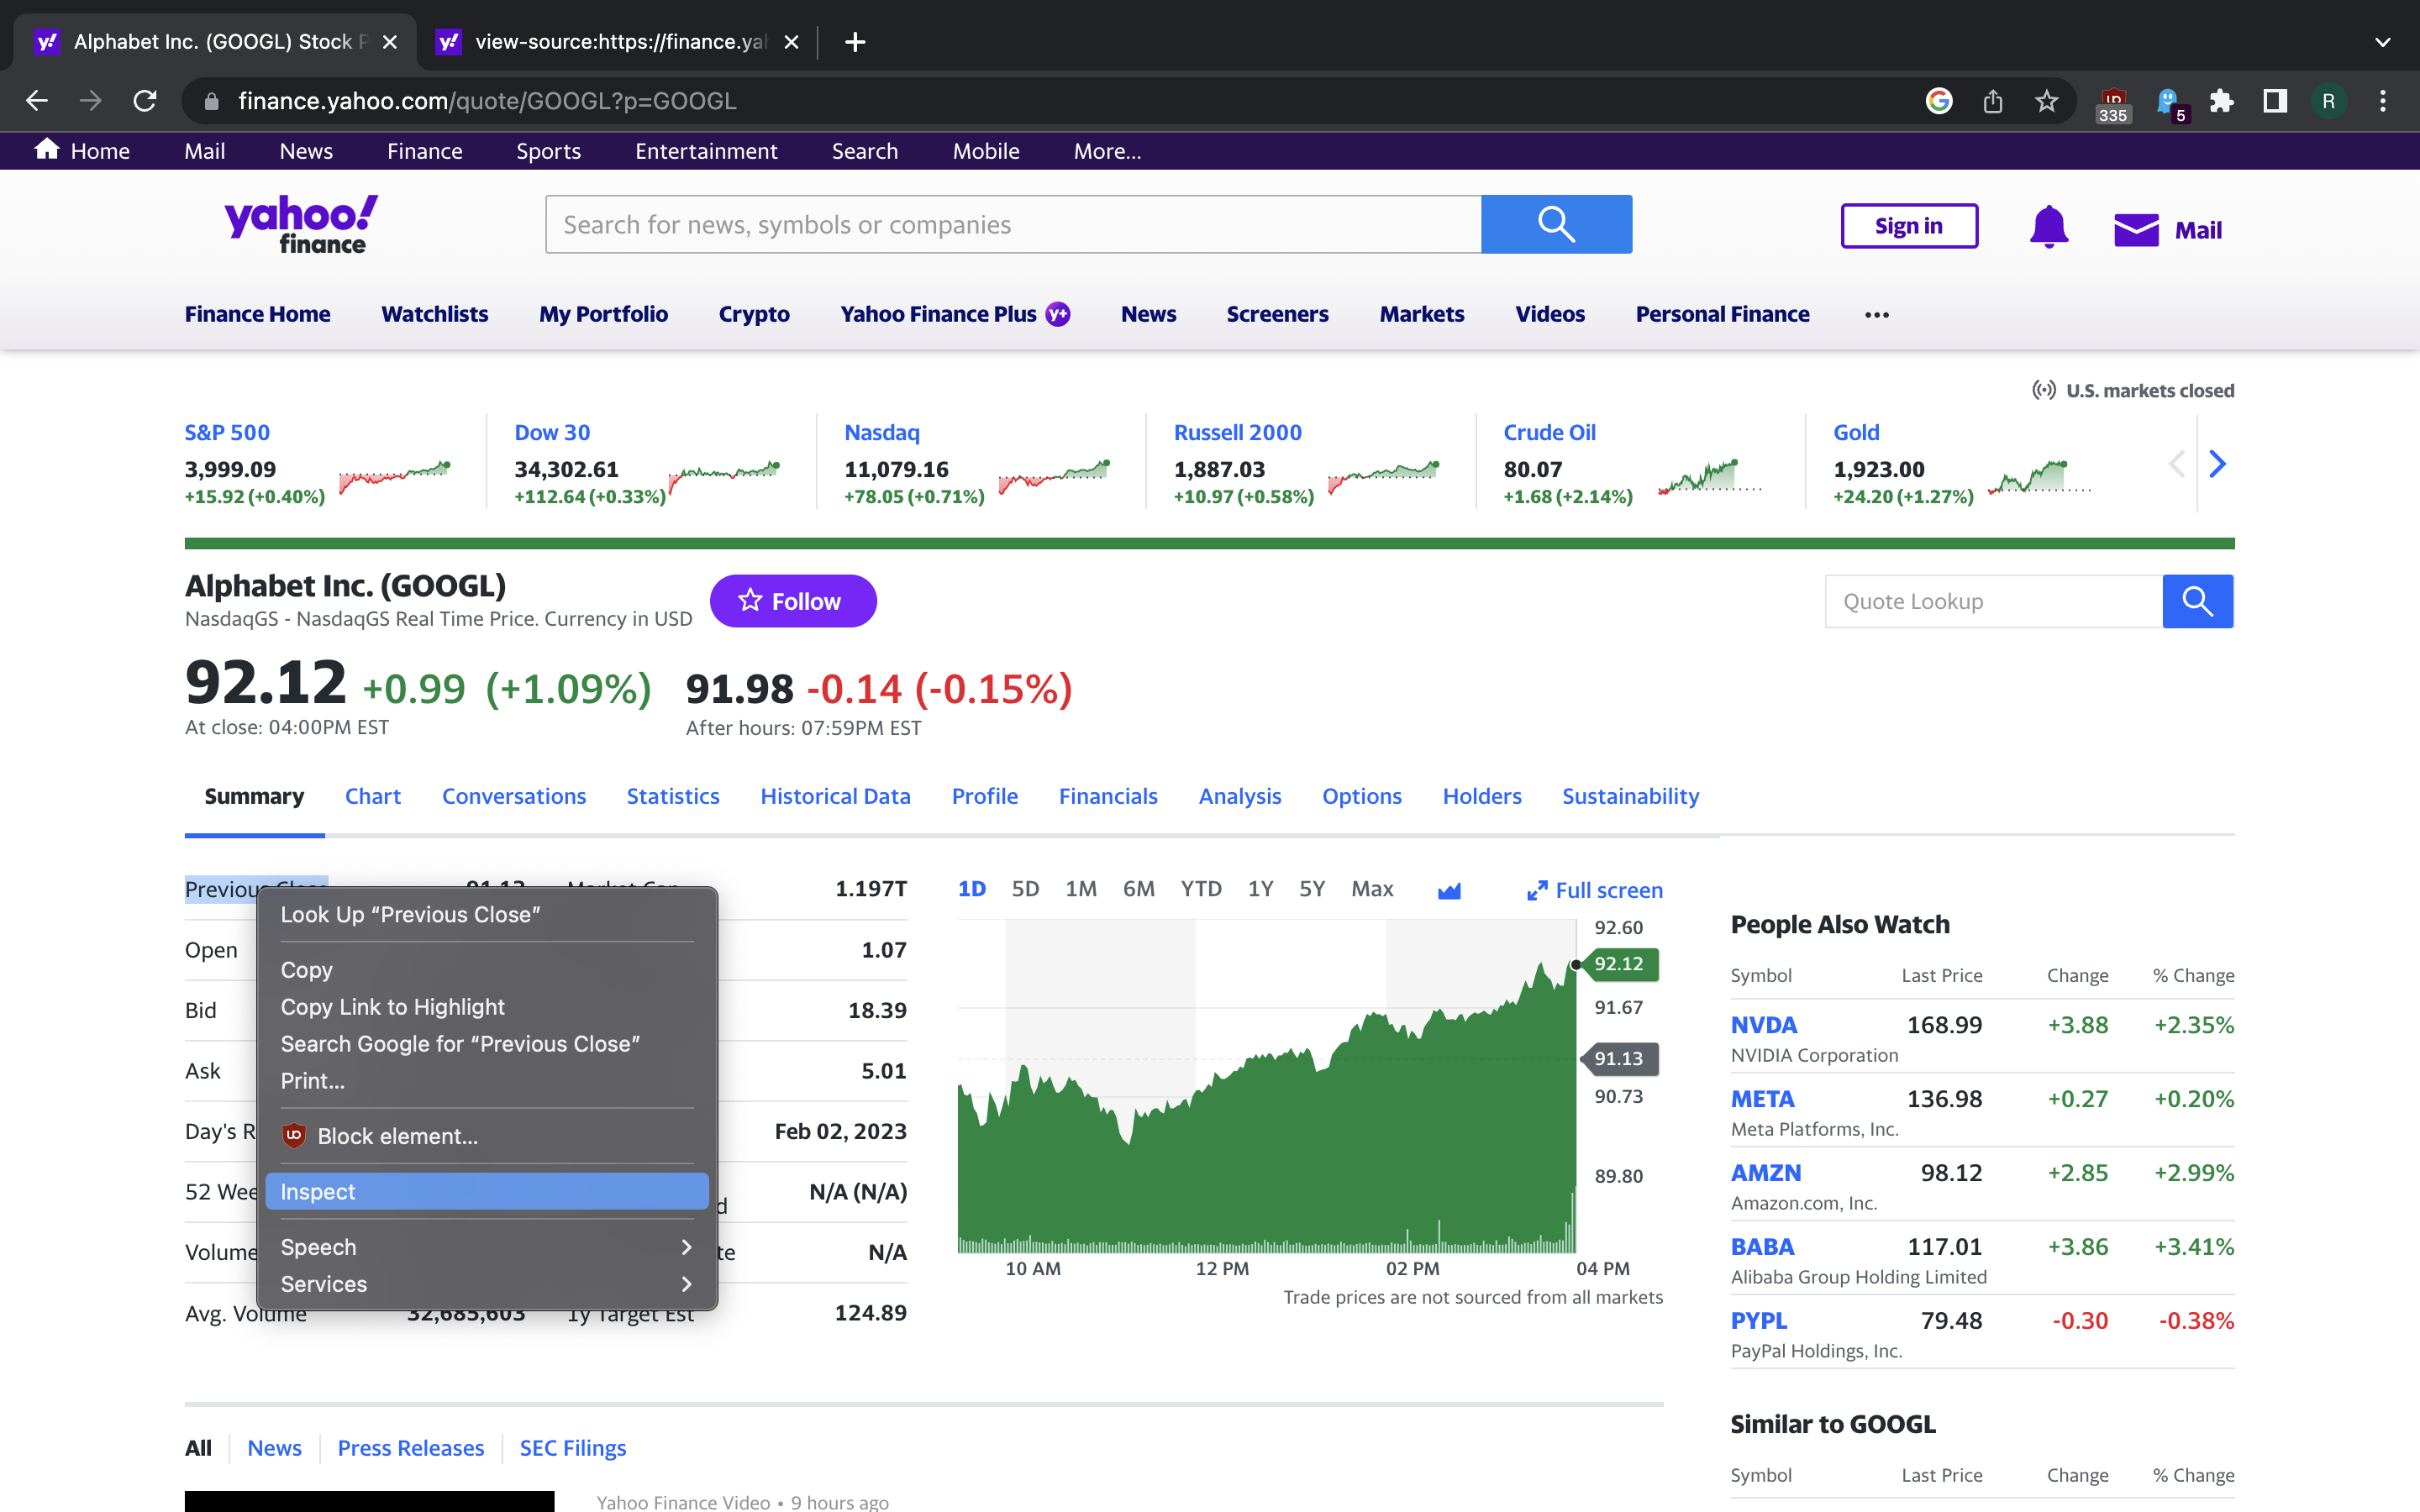 Alphabet Inc. (GOOGL) Stock P
view-source:https://finance.yah
finance.yahoo.com/quote/GOOGL?p=GOOGL
335
5
R
Home Mail News Finance Sports Entertainment Search Mobile More...
yahoo!
finance
Search for news, symbols or companies
Sign in
Mail
Finance Home Watchlists My Portfolio Crypto Yahoo Finance Plus y+ News Screeners Markets Videos Personal Finance ...
U.S. markets closed
S&P 500
3,999.09
+15.92 (+0.40%)
Dow 30
34,302.61
+112.64 (+0.33%)
Nasdaq
11,079.16
+78.05 (+0.71%)
Russell 2000
1,887.03
+10.97 (+0.58%)
Crude Oil
80.07
+1.68 (+2.14%)
Gold
1,923.00
+24.20 (+1.27%)
Alphabet Inc. (GOOGL)
NasdaqGS - NasdaqGS Real Time Price. Currency in USD
Follow
Quote Lookup
92.12 +0.99 (+1.09%)
At close: 04:00PM EST
91.98 -0.14 (-0.15%)
After hours: 07:59PM EST
Summary Chart Conversations Statistics Historical Data Profile Financials Analysis Options Holders Sustainability
Previous Close 91.13 Market Cap 1.197T
Open 1.07
Bid 18.39
Ask 5.01
Day's R Feb 02, 2023
52 Wee d N/A (N/A)
Volume te N/A
Avg. Volume 32,685,603 1y Target Est 124.89
Look Up “Previous Close”
Copy
Copy Link to Highlight
Search Google for “Previous Close”
Print...
Block element...
Inspect
Speech
Services
1D 5D 1M 6M YTD 1Y 5Y Max
Full screen
92.60
92.12
91.67
91.13
90.73
89.80
10 AM 12 PM 02 PM 04 PM
Trade prices are not sourced from all markets
People Also Watch
Symbol Last Price Change % Change
NVDA 168.99 +3.88 +2.35%
NVIDIA Corporation
META 136.98 +0.27 +0.20%
Meta Platforms, Inc.
AMZN 98.12 +2.85 +2.99%
Amazon.com, Inc.
BABA 117.01 +3.86 +3.41%
Alibaba Group Holding Limited
PYPL 79.48 -0.30 -0.38%
PayPal Holdings, Inc.
Similar to GOOGL
Symbol Last Price Change % Change
All News Press Releases SEC Filings
Yahoo Finance Video • 9 hours ago